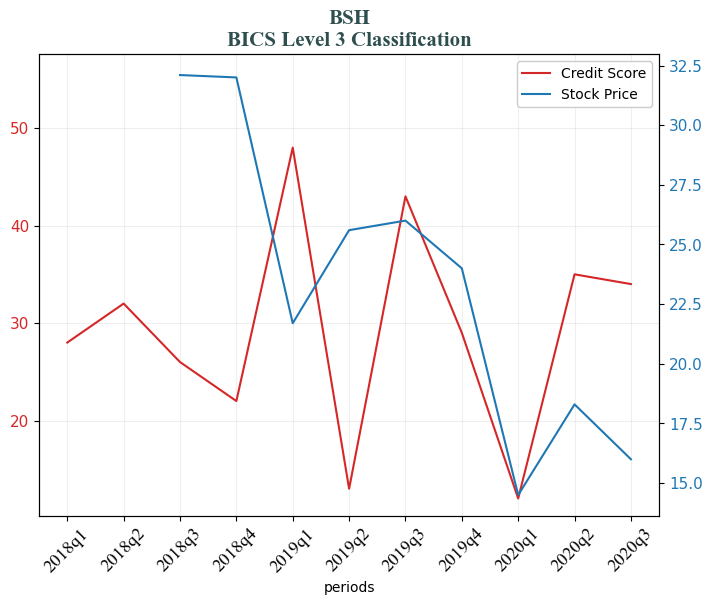 BSH
BICS Level 3 Classification
Credit Score
Stock Price
50
40
30
20
32.5
30.0
27.5
25.0
22.5
20.0
17.5
15.0
2018q1
2018q2
2018q3
2018q4
2019q1
2019q2
2019q3
2019q4
2020q1
2020q2
2020q3
periods